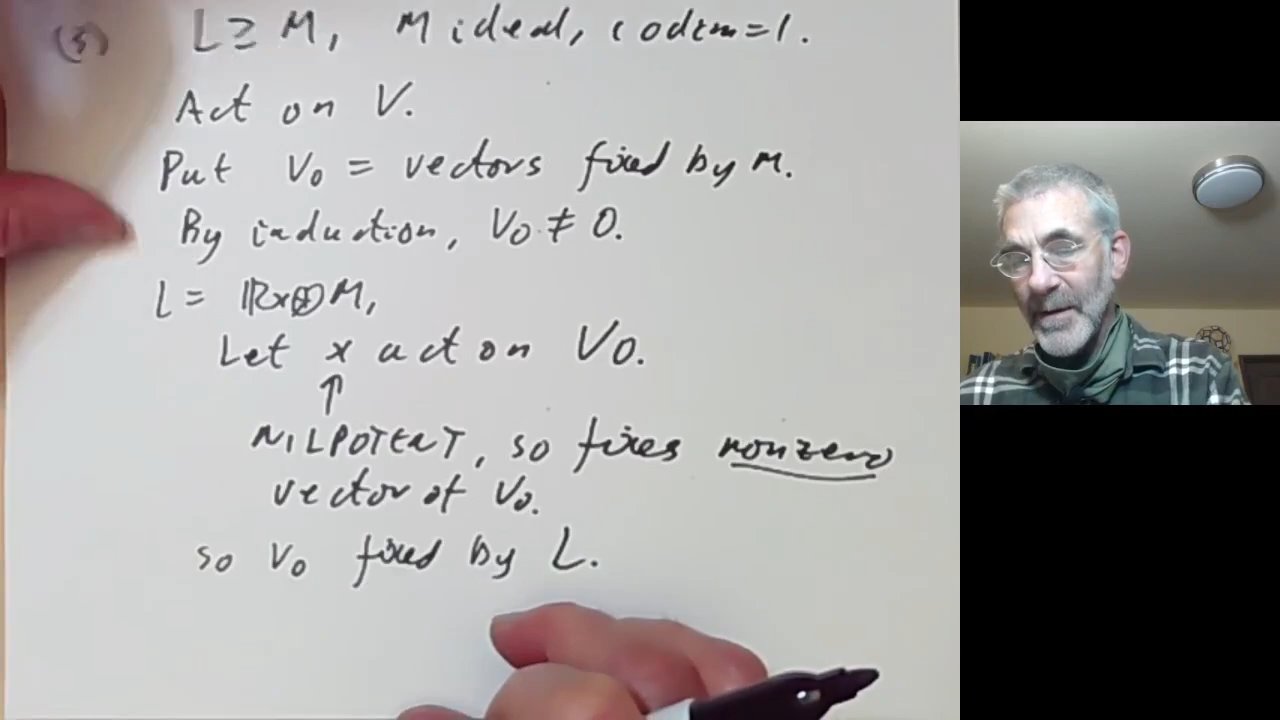 (3) L ⊇ M, M ideal, codim=1.
Act on V.
Put V₀ = vectors fixed by M.
By induction, V₀ ≠ 0.
L = ℝx⊕M,
Let x act on V₀.
↑
NILPOTENT, so fixes nonzero
vector of V₀.
so V₀ fixed by L.